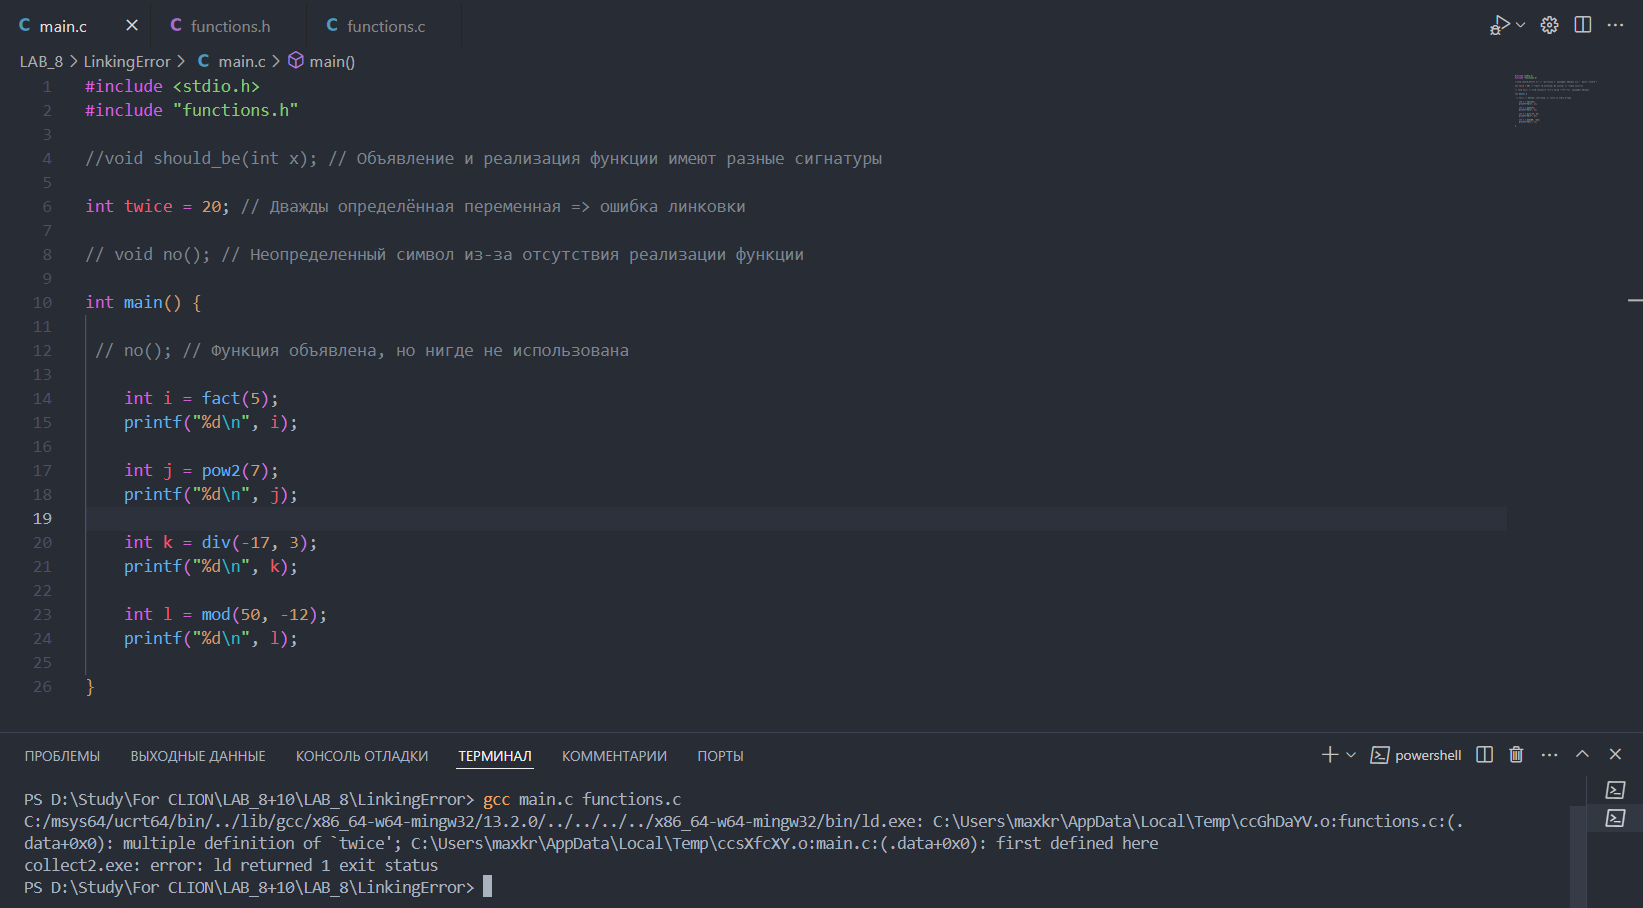 C main.c × C functions.h C functions.c
LAB_8 > LinkingError > C main.c > main()
1 #include <stdio.h>
2 #include "functions.h"
3
4 //void should_be(int x); // Объявление и реализация функции имеют разные сигнатуры
5
6 int twice = 20; // Дважды определённая переменная => ошибка линковки
7
8 // void no(); // Неопределенный символ из-за отсутствия реализации функции
9
10 int main() {
11
12 // no(); // Функция объявлена, но нигде не использована
13
14 int i = fact(5);
15 printf("%d\n", i);
16
17 int j = pow2(7);
18 printf("%d\n", j);
19
20 int k = div(-17, 3);
21 printf("%d\n", k);
22
23 int l = mod(50, -12);
24 printf("%d\n", l);
25
26 }
ПРОБЛЕМЫ ВЫХОДНЫЕ ДАННЫЕ КОНСОЛЬ ОТЛАДКИ ТЕРМИНАЛ КОММЕНТАРИИ ПОРТЫ powershell
PS D:\Study\For CLION\LAB_8+10\LAB_8\LinkingError> gcc main.c functions.c
C:/msys64/ucrt64/bin/../lib/gcc/x86_64-w64-mingw32/13.2.0/../../../../x86_64-w64-mingw32/bin/ld.exe: C:\Users\maxkr\AppData\Local\Temp\ccGhDaYV.o:functions.c:(.
data+0x0): multiple definition of `twice'; C:\Users\maxkr\AppData\Local\Temp\ccsXfcXY.o:main.c:(.data+0x0): first defined here
collect2.exe: error: ld returned 1 exit status
PS D:\Study\For CLION\LAB_8+10\LAB_8\LinkingError>